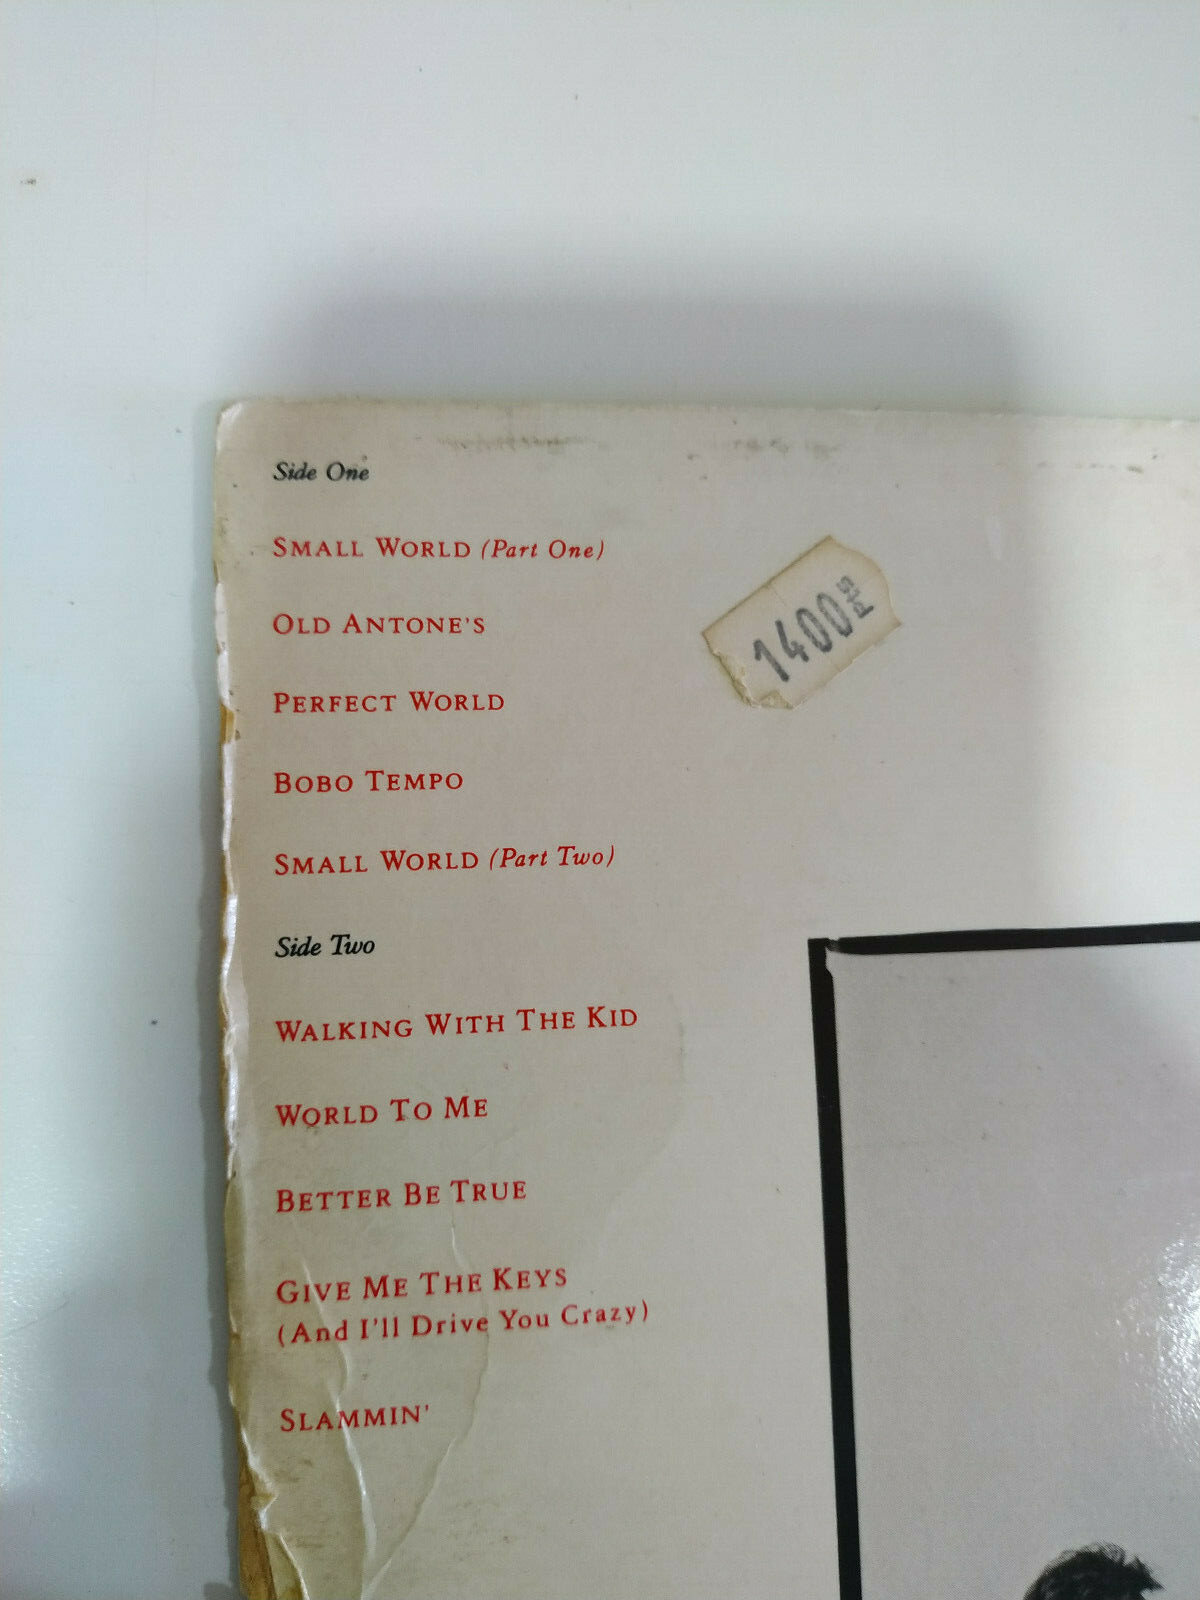 Side One
SMALL WORLD (Part One)
OLD ANTONE'S
PERFECT WORLD
BOBO TEMPO
SMALL WORLD (Part Two)
Side Two
WALKING WITH THE KID
WORLD TO ME
BETTER BE TRUE
GIVE ME THE KEYS
(And I'll Drive You Crazy)
SLAMMIN'
1400 Pts